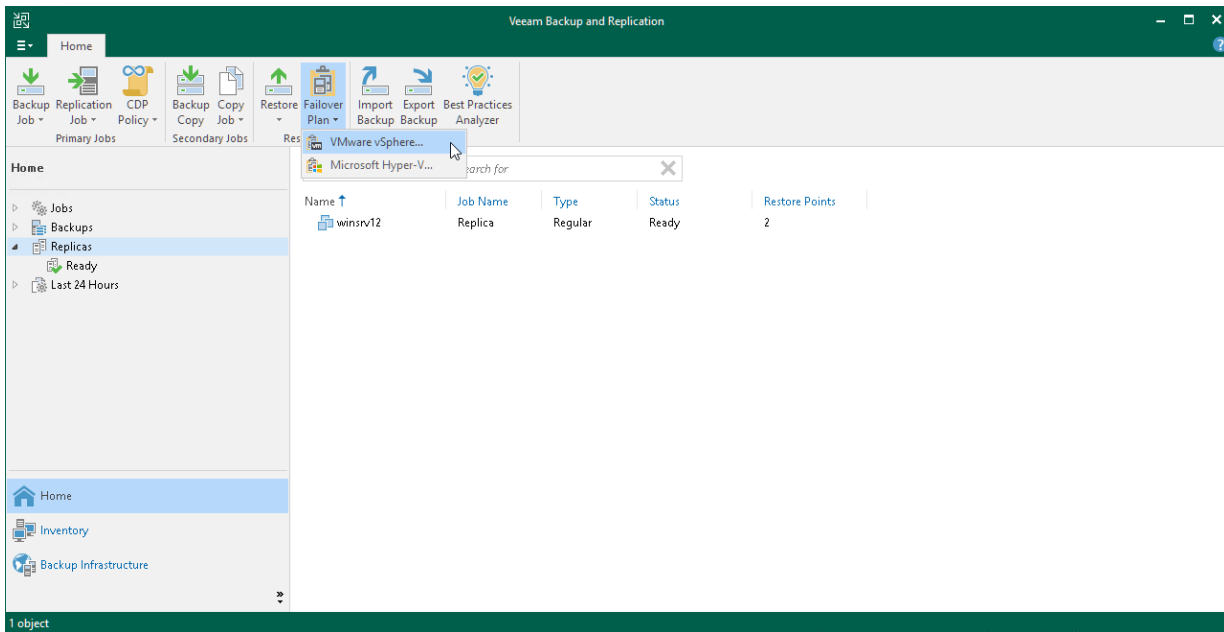 Veeam Backup and Replication
Home
Backup Job
Replication Job
CDP Policy
Backup Copy
Copy Job
Restore
Failover Plan
Import Backup
Export Backup
Best Practices Analyzer
Primary Jobs
Secondary Jobs
VMware vSphere...
Microsoft Hyper-V...
Home
Jobs
Backups
Replicas
Ready
Last 24 Hours
Home
Inventory
Backup Infrastructure
search for
Name Job Name Type Status Restore Points
winsrv12 Replica Regular Ready 2
1 object